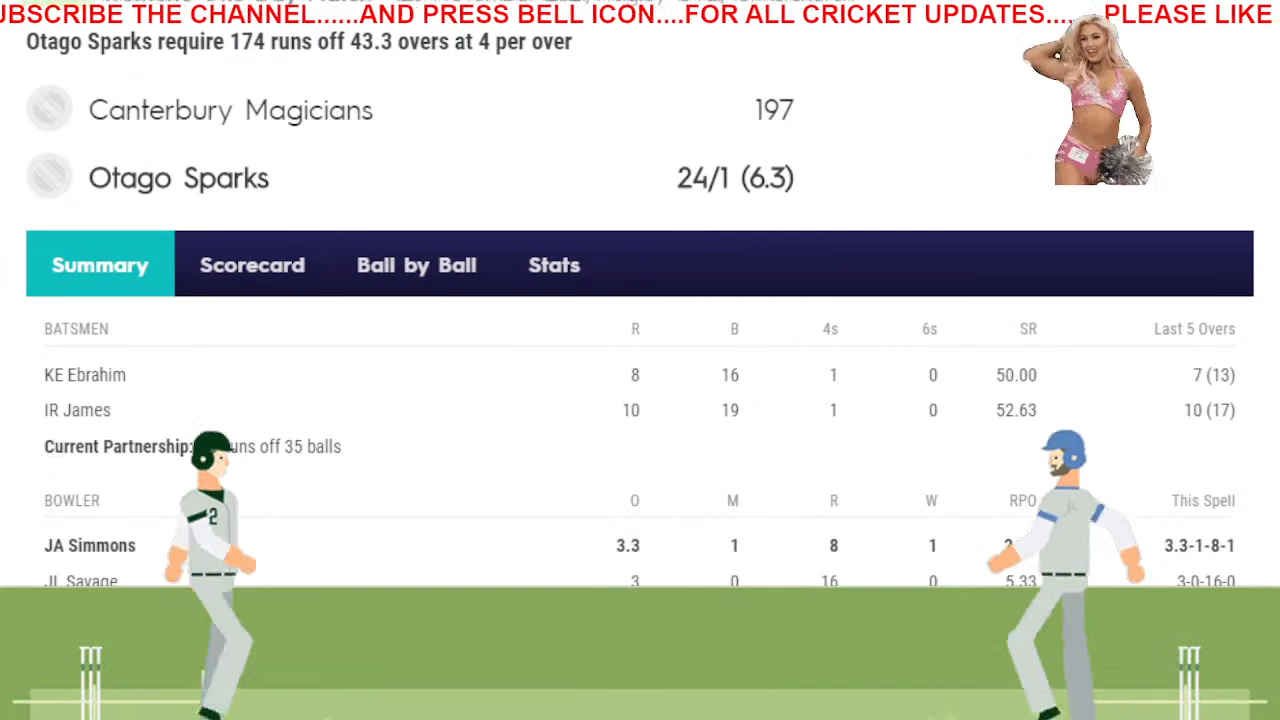 UBSCRIBE THE CHANNEL......AND PRESS BELL ICON....FOR ALL CRICKET UPDATES.... PLEASE LIKE
Otago Sparks require 174 runs off 43.3 overs at 4 per over
Canterbury Magicians 197
Otago Sparks 24/1 (6.3)
Summary Scorecard Ball by Ball Stats
BATSMEN R B 4s 6s SR Last 5 Overs
KE Ebrahim 8 16 1 0 50.00 7 (13)
IR James 10 19 1 0 52.63 10 (17)
Current Partnership: uns off 35 balls
BOWLER O M R W RPO This Spell
JA Simmons 3.3 1 8 1 3.3-1-8-1
JL Savage 3 0 16 0 5.33 3-0-16-0
2